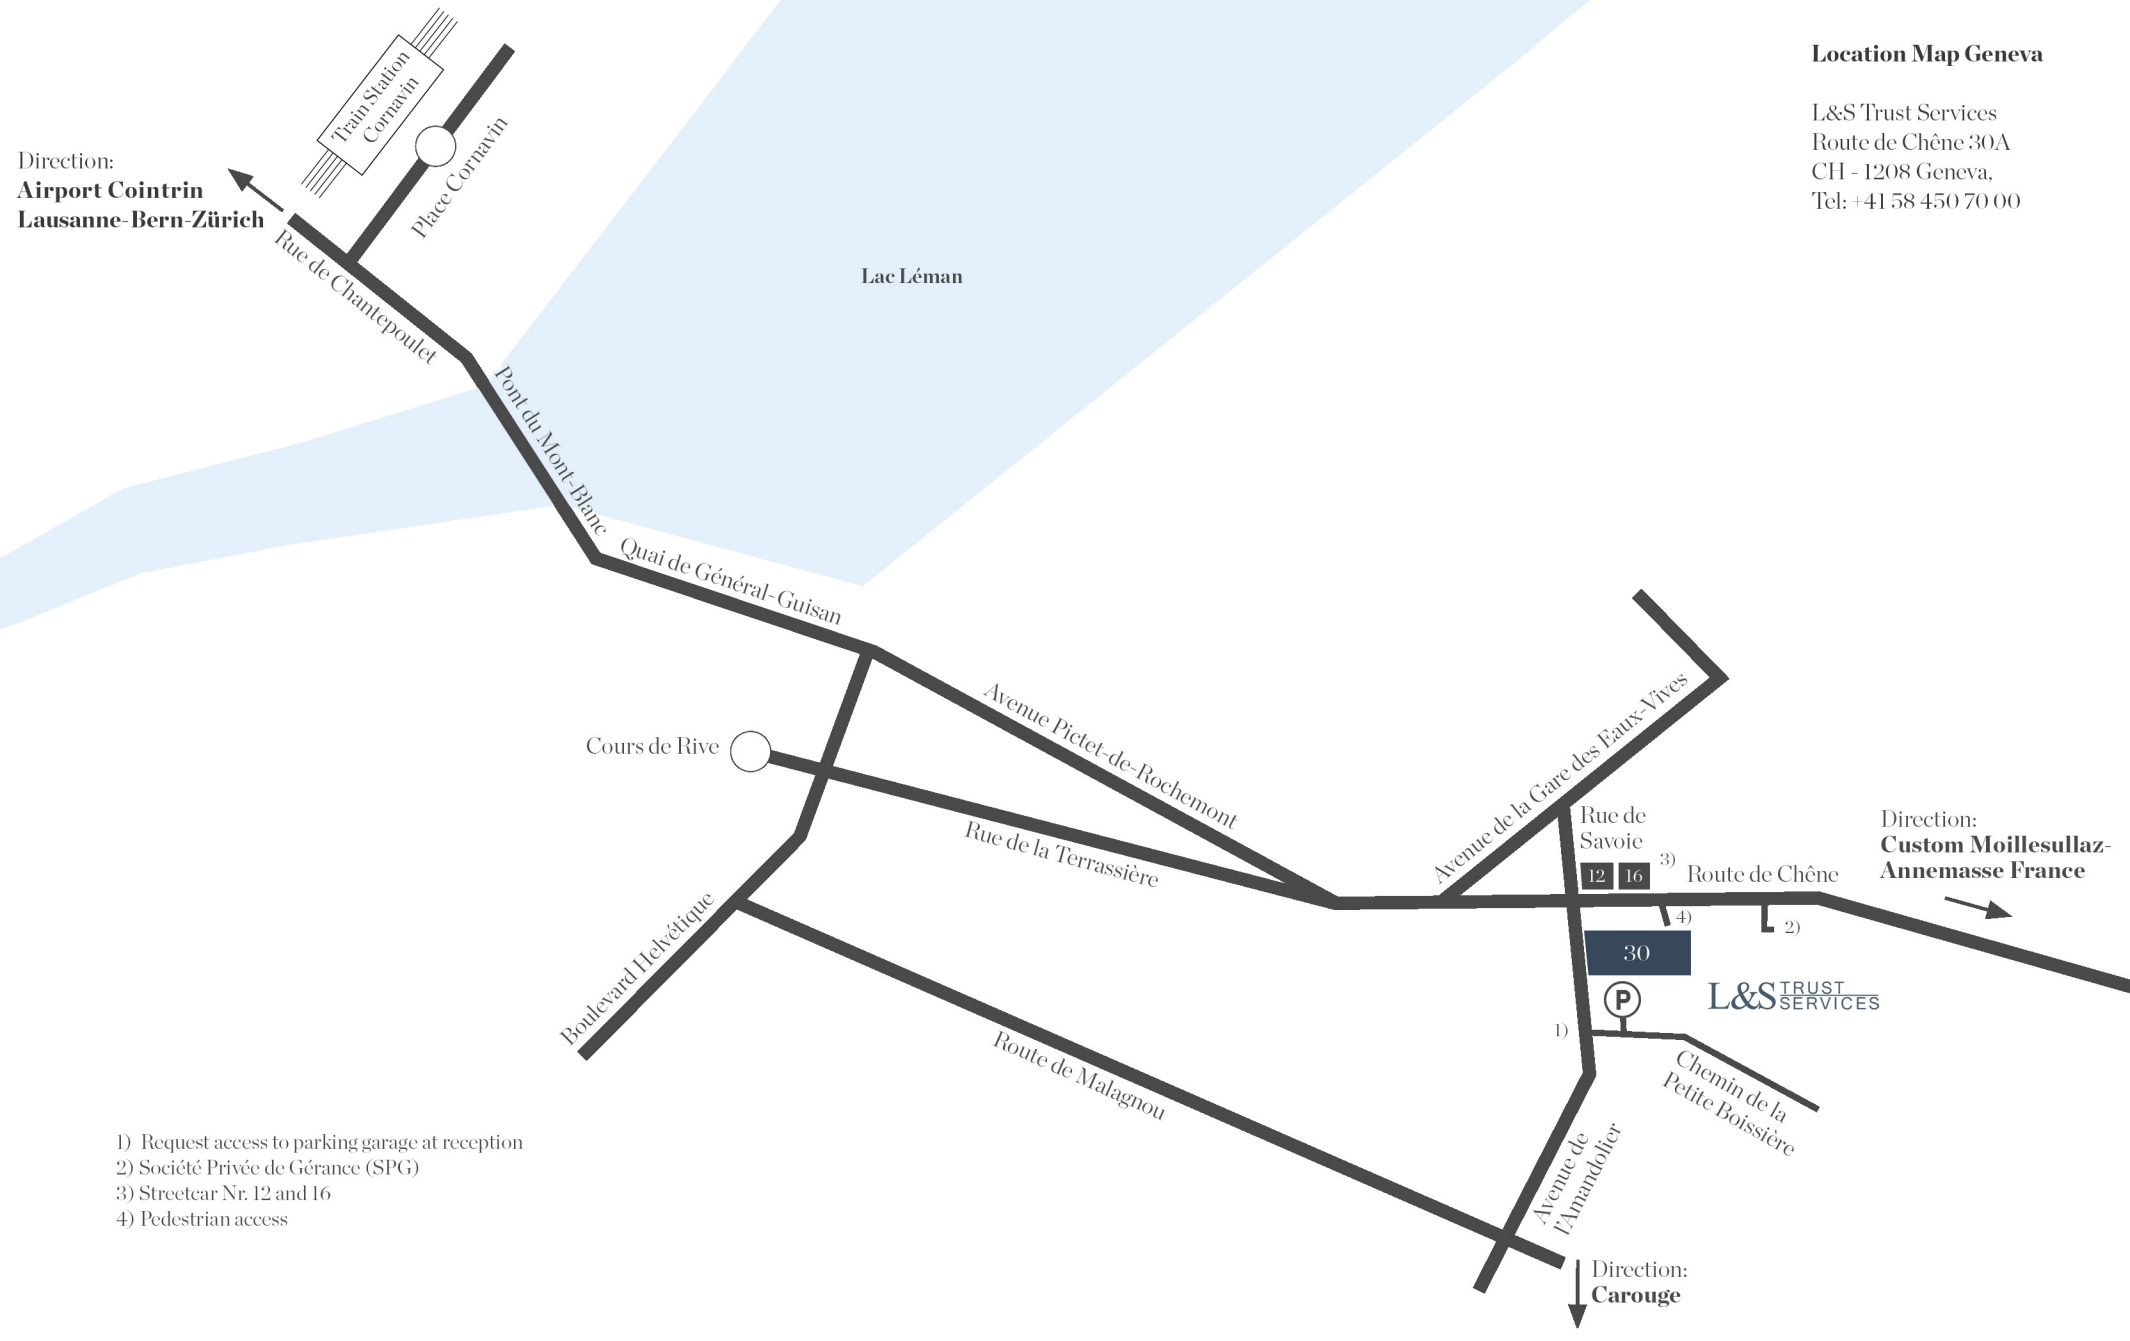 Location Map Geneva
L&S Trust Services
Route de Chêne 30A
CH - 1208 Geneva,
Tel: +41 58 450 70 00
Train Station
Cornavin
Place Cornavin
Direction:
Airport Cointrin
Lausanne-Bern-Zürich
Rue de Chantepoulet
Lac Léman
Pont du Mont-Blanc
Quai de Général-Guisan
Avenue Pictet-de-Rochemont
Cours de Rive
Rue de la Terrassière
Avenue de la Gare des Eaux-Vives
Rue de
Savoie
12 16
3)
Route de Chêne
Direction:
Custom Moillesullaz-
Annemasse France
4)
2)
30
P
L&S TRUST
SERVICES
1)
Chemin de la
Petite Boissière
Boulevard Helvétique
Route de Malagnou
Avenue de
l'Amandolier
Direction:
Carouge
1) Request access to parking garage at reception
2) Société Privée de Gérance (SPG)
3) Streetcar Nr. 12 and 16
4) Pedestrian access